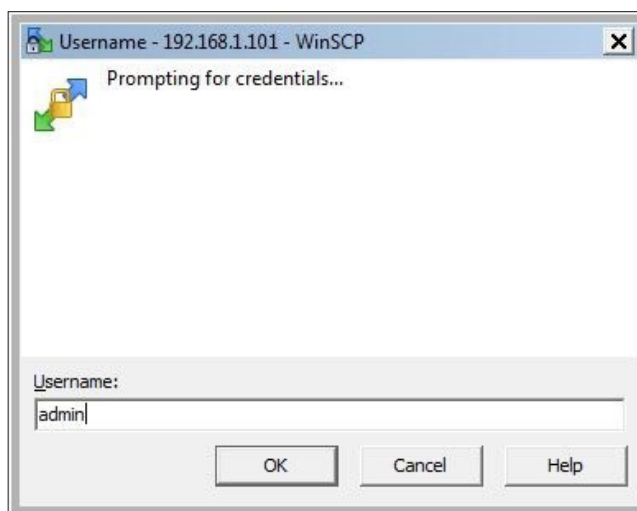 Username - 192.168.1.101 - WinSCP
Prompting for credentials...
Username:
admin
OK Cancel Help